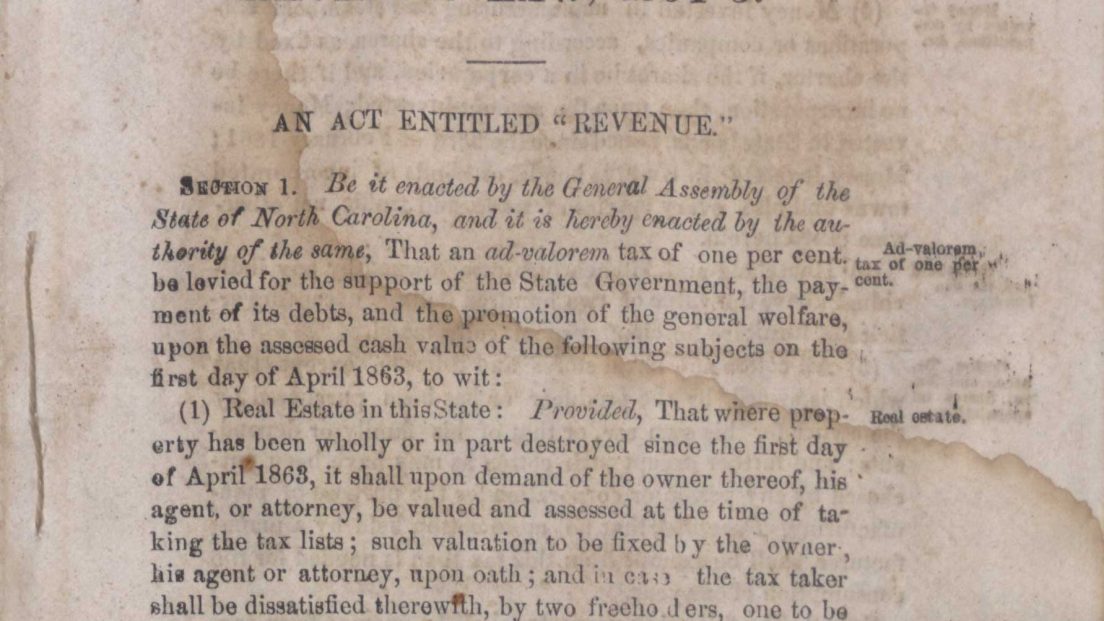 AN ACT ENTITLED “REVENUE.”
SECTION 1. Be it enacted by the General Assembly of the
State of North Carolina, and it is hereby enacted by the au-
thority of the same, That an ad-valorem tax of one per cent.
be levied for the support of the State Government, the pay-
ment of its debts, and the promotion of the general welfare,
upon the assessed cash value of the following subjects on the
first day of April 1863, to wit:
Ad-valorem,
tax of one per
cent.
(1) Real Estate in this State: Provided, That where prop-
erty has been wholly or in part destroyed since the first day
of April 1863, it shall upon demand of the owner thereof, his
agent, or attorney, be valued and assessed at the time of ta-
king the tax lists; such valuation to be fixed by the owner,
his agent or attorney, upon oath; and in case the tax taker
shall be dissatisfied therewith, by two freeholders, one to be
Real estate.